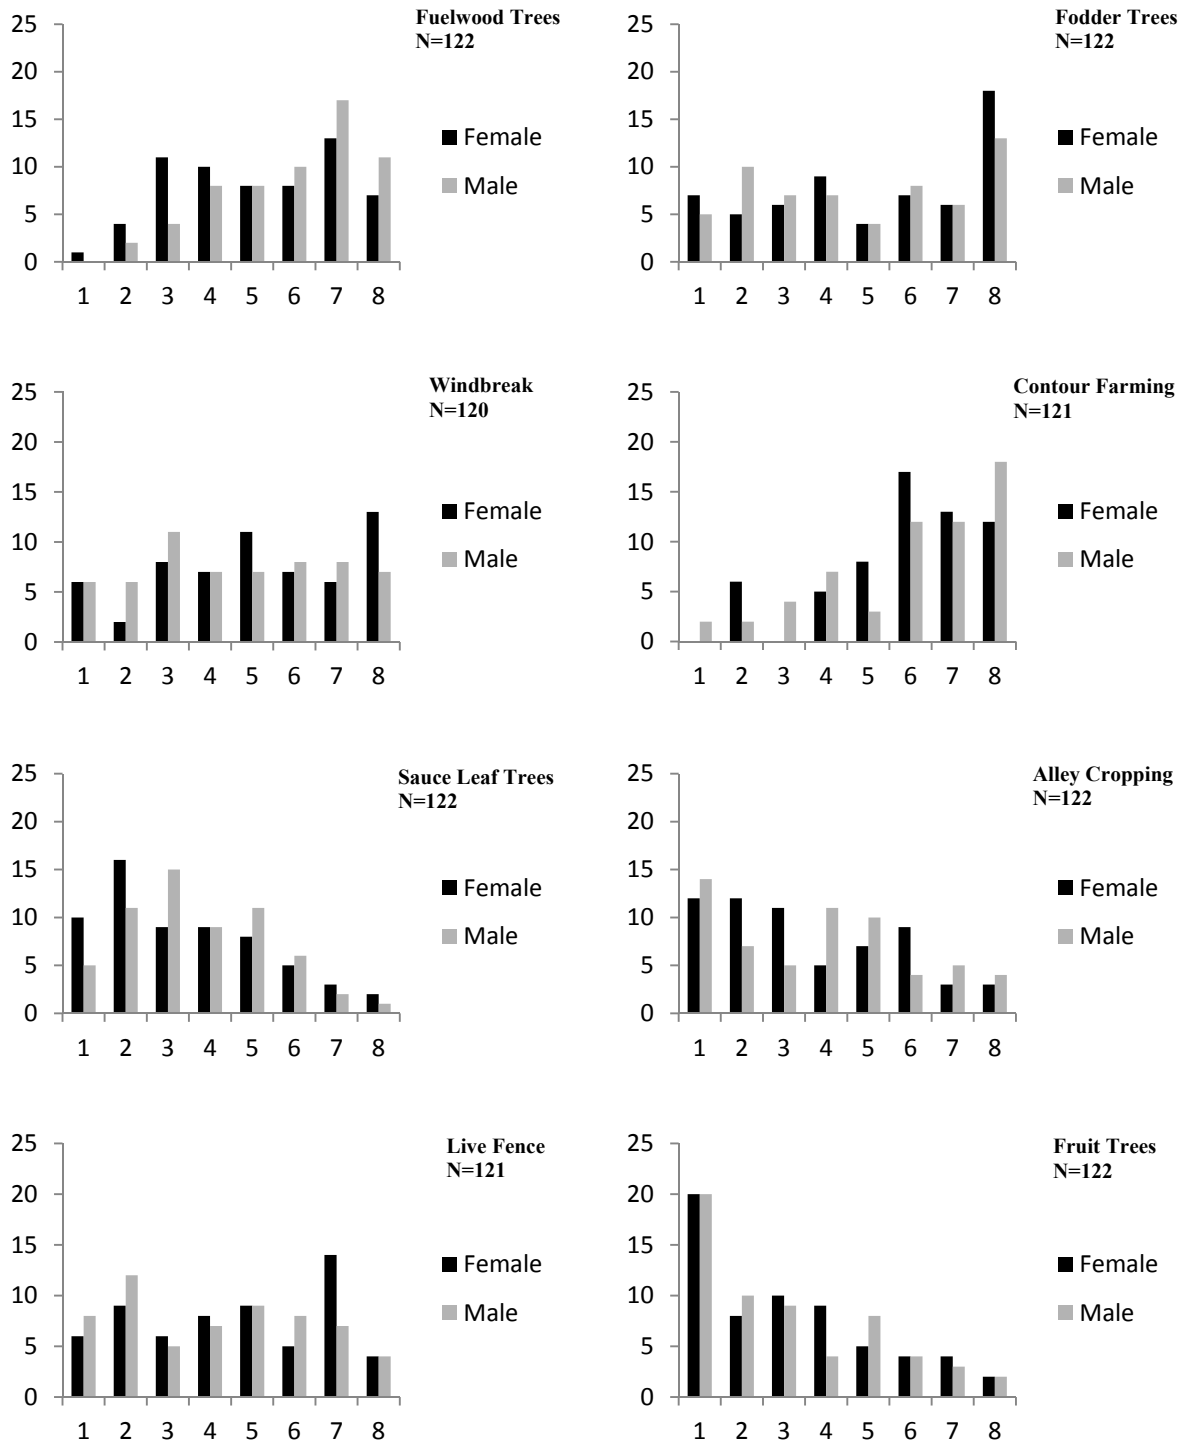 Fuelwood Trees
N=122
25
20
15
10
5
0
Female
Male
1 2 3 4 5 6 7 8
Fodder Trees
N=122
25
20
15
10
5
0
Female
Male
1 2 3 4 5 6 7 8
Windbreak
N=120
25
20
15
10
5
0
Female
Male
1 2 3 4 5 6 7 8
Contour Farming
N=121
25
20
15
10
5
0
Female
Male
1 2 3 4 5 6 7 8
Sauce Leaf Trees
N=122
25
20
15
10
5
0
Female
Male
1 2 3 4 5 6 7 8
Alley Cropping
N=122
25
20
15
10
5
0
Female
Male
1 2 3 4 5 6 7 8
Live Fence
N=121
25
20
15
10
5
0
Female
Male
1 2 3 4 5 6 7 8
Fruit Trees
N=122
25
20
15
10
5
0
Female
Male
1 2 3 4 5 6 7 8